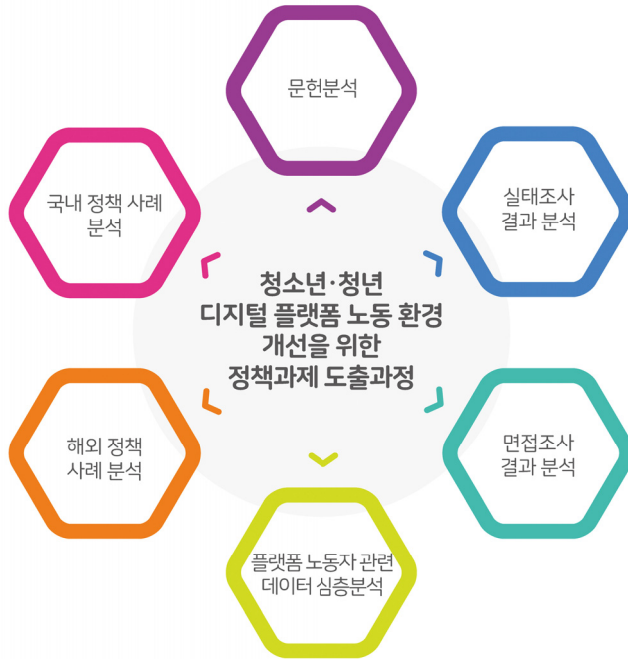 문헌분석
국내 정책 사례
분석
실태조사
결과 분석
청소년·청년
디지털 플랫폼 노동 환경
개선을 위한
정책과제 도출과정
해외 정책
사례 분석
면접조사
결과 분석
플랫폼 노동자 관련
데이터 심층분석